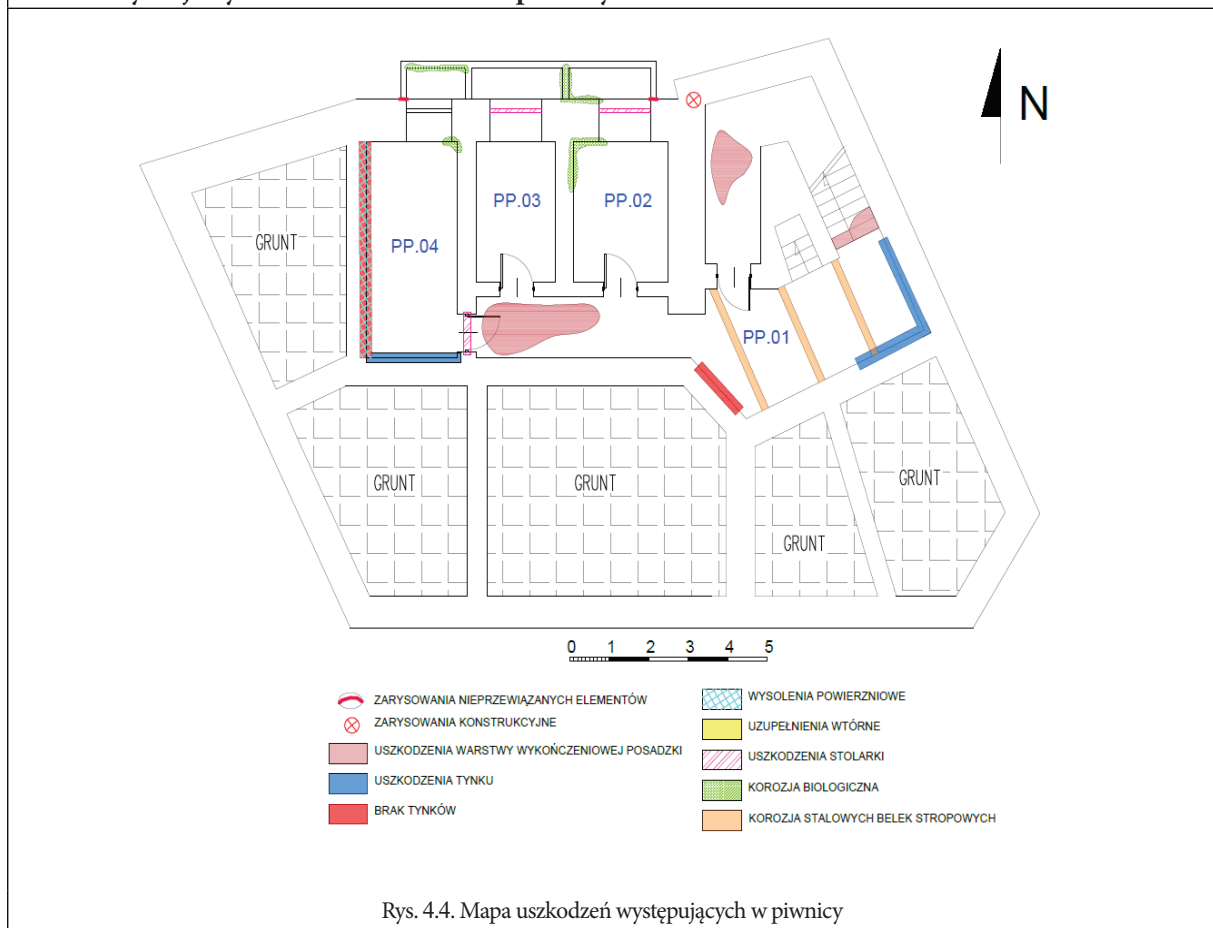 N
PP.03
PP.02
GRUNT
PP.04
PP.01
GRUNT
GRUNT
GRUNT
GRUNT
0 1 2 3 4 5
ZARYSOWANIA NIEPRZEWIĄZANYCH ELEMENTÓW
ZARYSOWANIA KONSTRUKCYJNE
USZKODZENIA WARSTWY WYKOŃCZENIOWEJ POSADZKI
USZKODZENIA TYNKU
BRAK TYNKÓW
WYSOLENIA POWIERZNIOWE
UZUPEŁNIENIA WTÓRNE
USZKODZENIA STOLARKI
KOROZJA BIOLOGICZNA
KOROZJA STALOWYCH BELEK STROPOWYCH
Rys. 4.4. Mapa uszkodzeń występujących w piwnicy